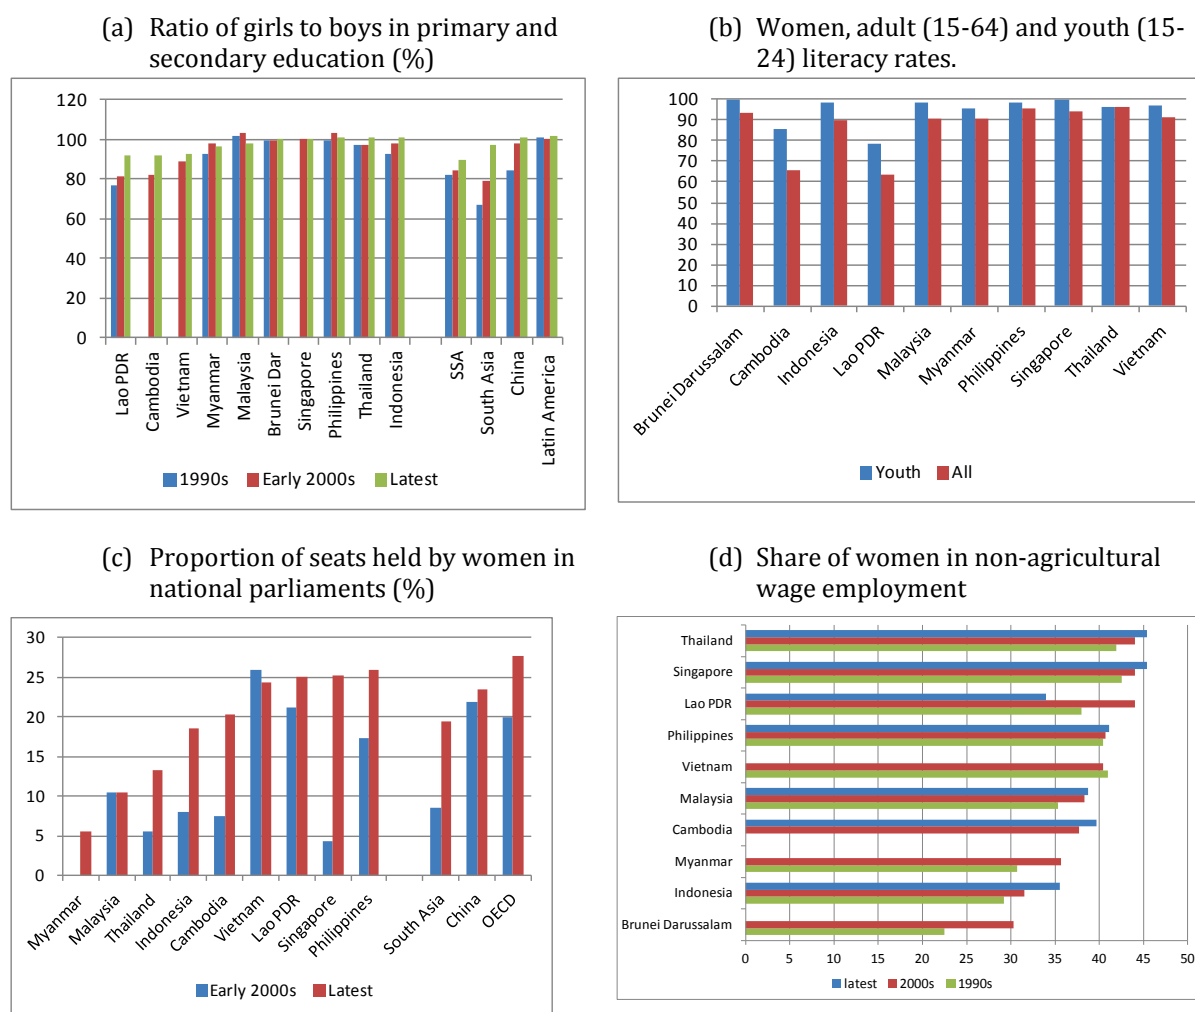 (a) Ratio of girls to boys in primary and
secondary education (%)
120
100
80
60
40
20
0
Lao PDR
Cambodia
Vietnam
Myanmar
Malaysia
Brunei Dar
Singapore
Philippines
Thailand
Indonesia
SSA
South Asia
China
Latin America
1990s Early 2000s Latest
(b) Women, adult (15-64) and youth (15-
24) literacy rates.
100
90
80
70
60
50
40
30
20
10
0
Brunei Darussalam
Cambodia
Indonesia
Lao PDR
Malaysia
Myanmar
Philippines
Singapore
Thailand
Vietnam
Youth All
(c) Proportion of seats held by women in
national parliaments (%)
30
25
20
15
10
5
0
Myanmar
Malaysia
Thailand
Indonesia
Cambodia
Vietnam
Lao PDR
Singapore
Philippines
South Asia
China
OECD
Early 2000s Latest
(d) Share of women in non-agricultural
wage employment
Thailand
Singapore
Lao PDR
Philippines
Vietnam
Malaysia
Cambodia
Myanmar
Indonesia
Brunei Darussalam
0 5 10 15 20 25 30 35 40 45 50
latest 2000s 1990s